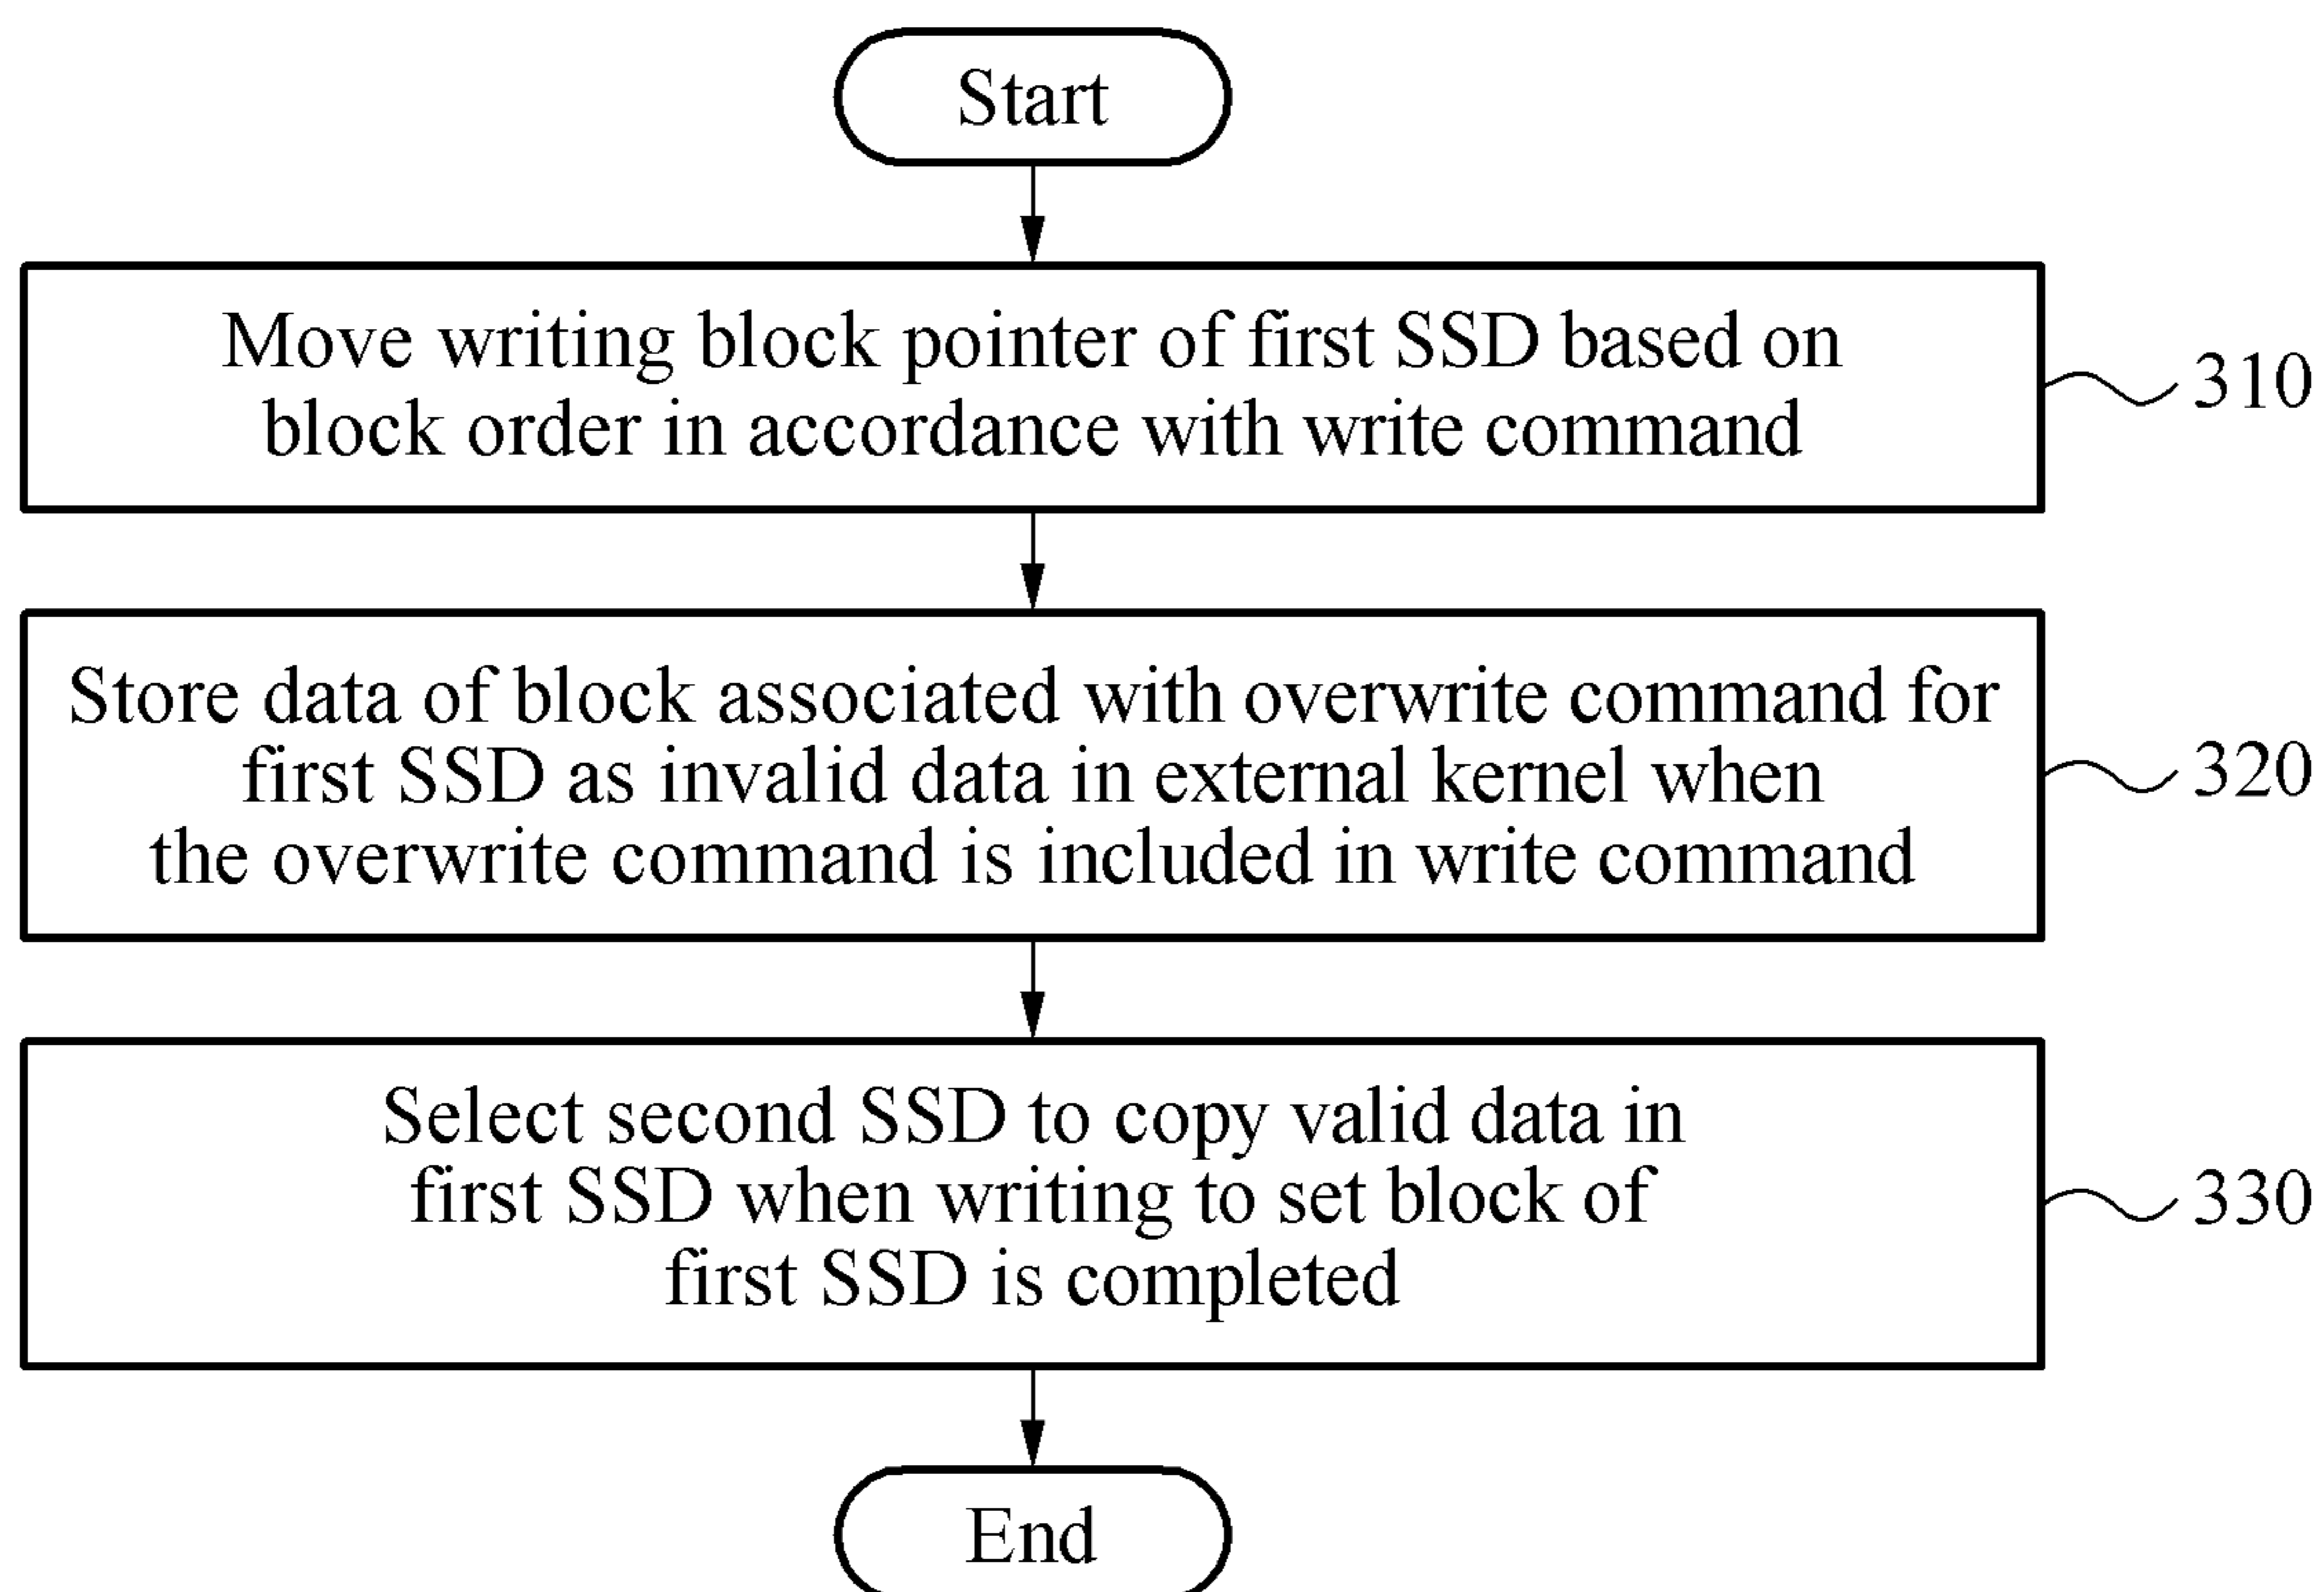 Start
Move writing block pointer of first SSD based on
block order in accordance with write command
310
Store data of block associated with overwrite command for
first SSD as invalid data in external kernel when
the overwrite command is included in write command
320
Select second SSD to copy valid data in
first SSD when writing to set block of
first SSD is completed
330
End